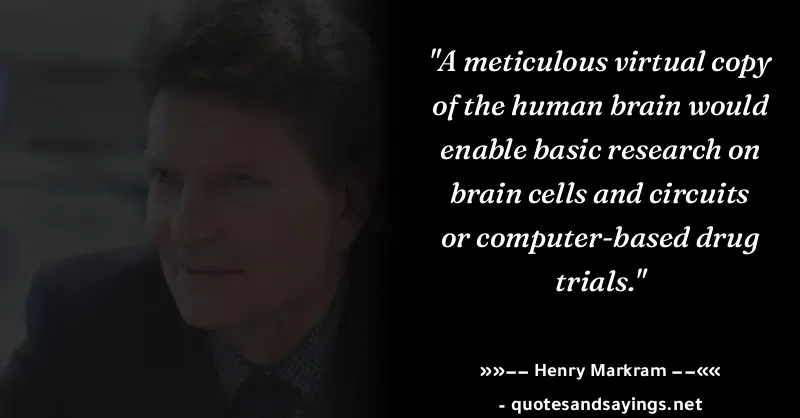 "A meticulous virtual copy
of the human brain would
enable basic research on
brain cells and circuits
or computer-based drug
trials."
»»−− Henry Markram −−««
- quotesandsayings.net